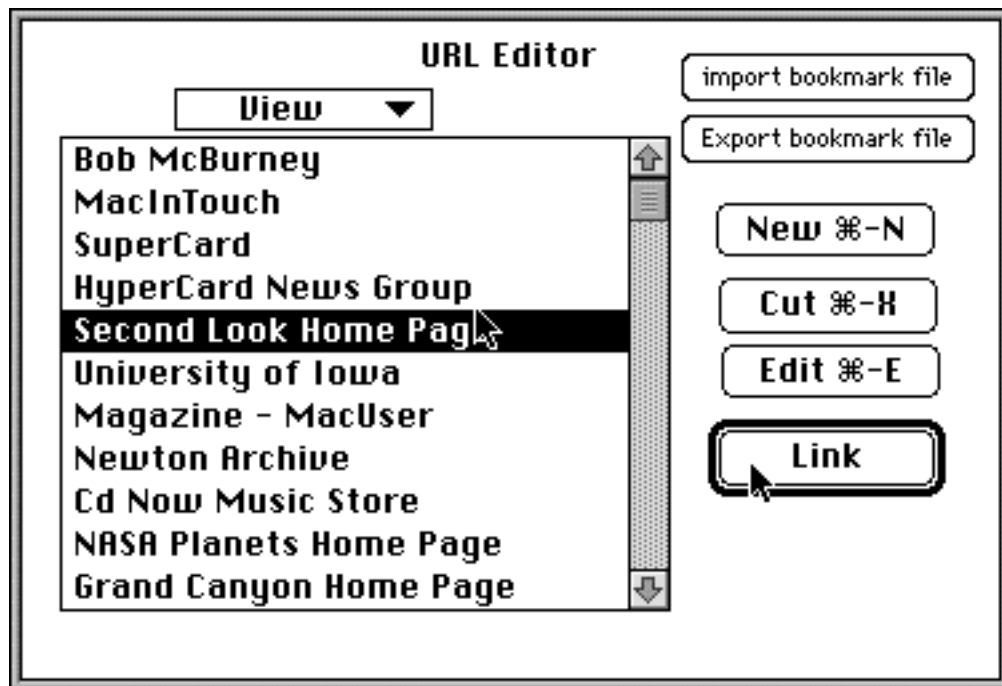 URL Editor
View
Bob McBurney
MacInTouch
SuperCard
HyperCard News Group
Second Look Home Pag
University of Iowa
Magazine - MacUser
Newton Archive
Cd Now Music Store
NASA Planets Home Page
Grand Canyon Home Page
import bookmark file
Export bookmark file
New ⌘-N
Cut ⌘-X
Edit ⌘-E
Link